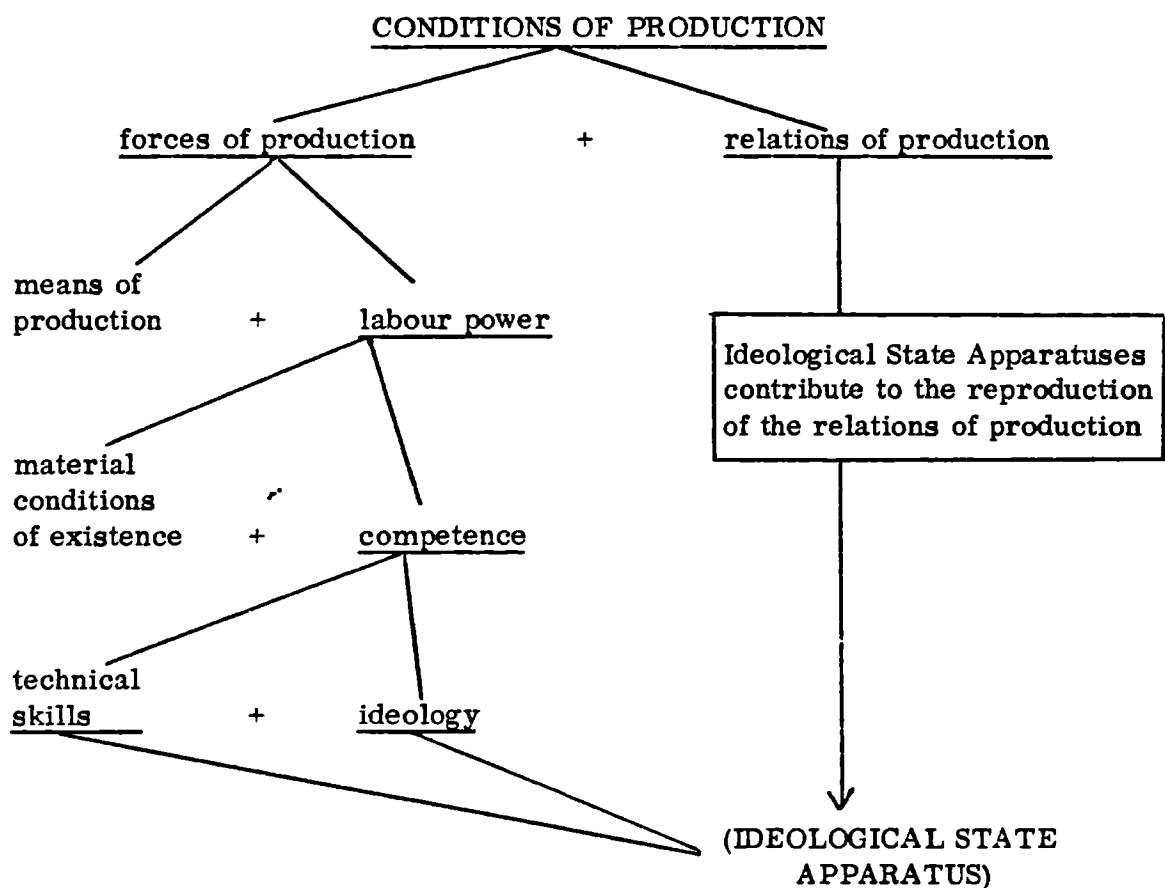 CONDITIONS OF PRODUCTION
forces of production + relations of production
means of
production + labour power
Ideological State Apparatuses
contribute to the reproduction
of the relations of production
material
conditions
of existence + competence
technical
skills + ideology
(IDEOLOGICAL STATE
APPARATUS)